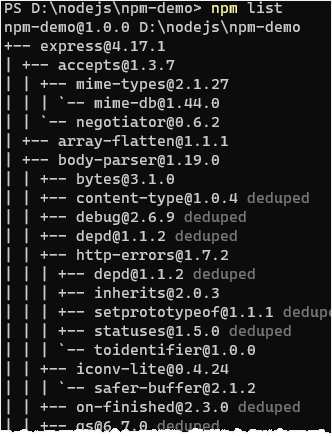 PS D:\nodejs\npm-demo> npm list
npm-demo@1.0.0 D:\nodejs\npm-demo
+-- express@4.17.1
| +-- accepts@1.3.7
| | +-- mime-types@2.1.27
| | | `-- mime-db@1.44.0
| | `-- negotiator@0.6.2
| +-- array-flatten@1.1.1
| +-- body-parser@1.19.0
| | +-- bytes@3.1.0
| | +-- content-type@1.0.4 deduped
| | +-- debug@2.6.9 deduped
| | +-- depd@1.1.2 deduped
| | +-- http-errors@1.7.2
| | | +-- depd@1.1.2 deduped
| | | +-- inherits@2.0.3
| | | +-- setprototypeof@1.1.1 deduped
| | | +-- statuses@1.5.0 deduped
| | | `-- toidentifier@1.0.0
| | +-- iconv-lite@0.4.24
| | | `-- safer-buffer@2.1.2
| | +-- on-finished@2.3.0 deduped
| | +-- qs@6.7.0 deduped